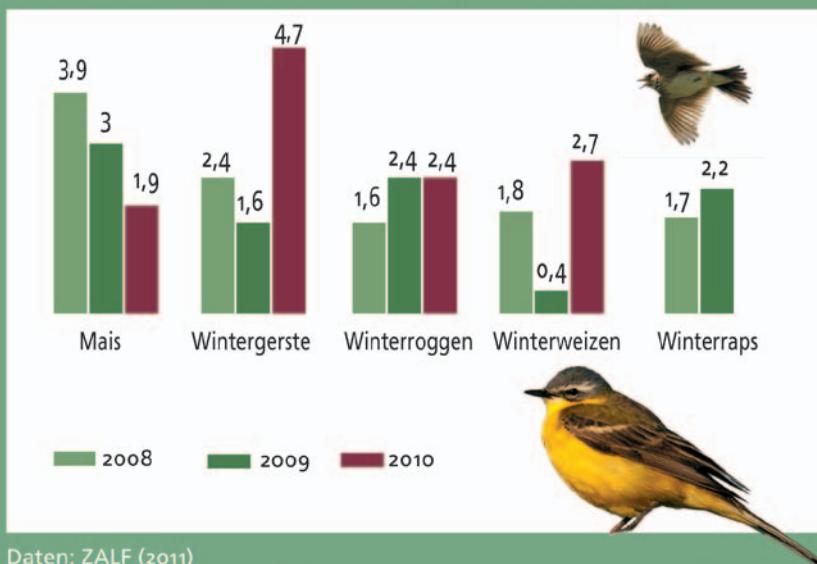 3,9
3
1,9
2,4
1,6
4,7
1,6
2,4
2,4
1,8
0,4
2,7
1,7
2,2
Mais
Wintergerste
Winterroggen
Winterweizen
Winterraps
2008
2009
2010
Daten: ZALF (2011)